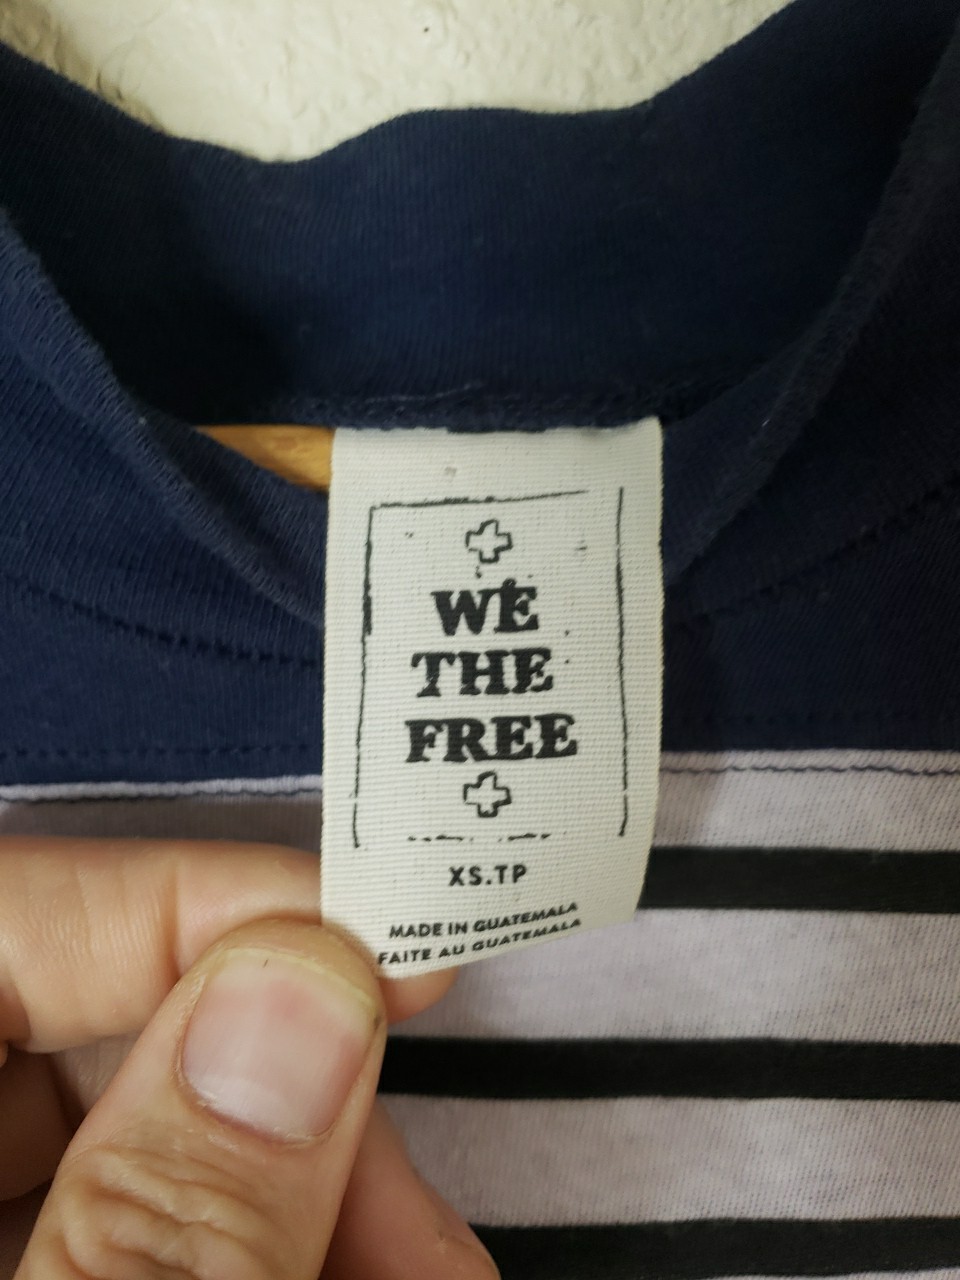 WE
THE
FREE
XS.TP
MADE IN GUATEMALA
FAITE AU GUATEMALA